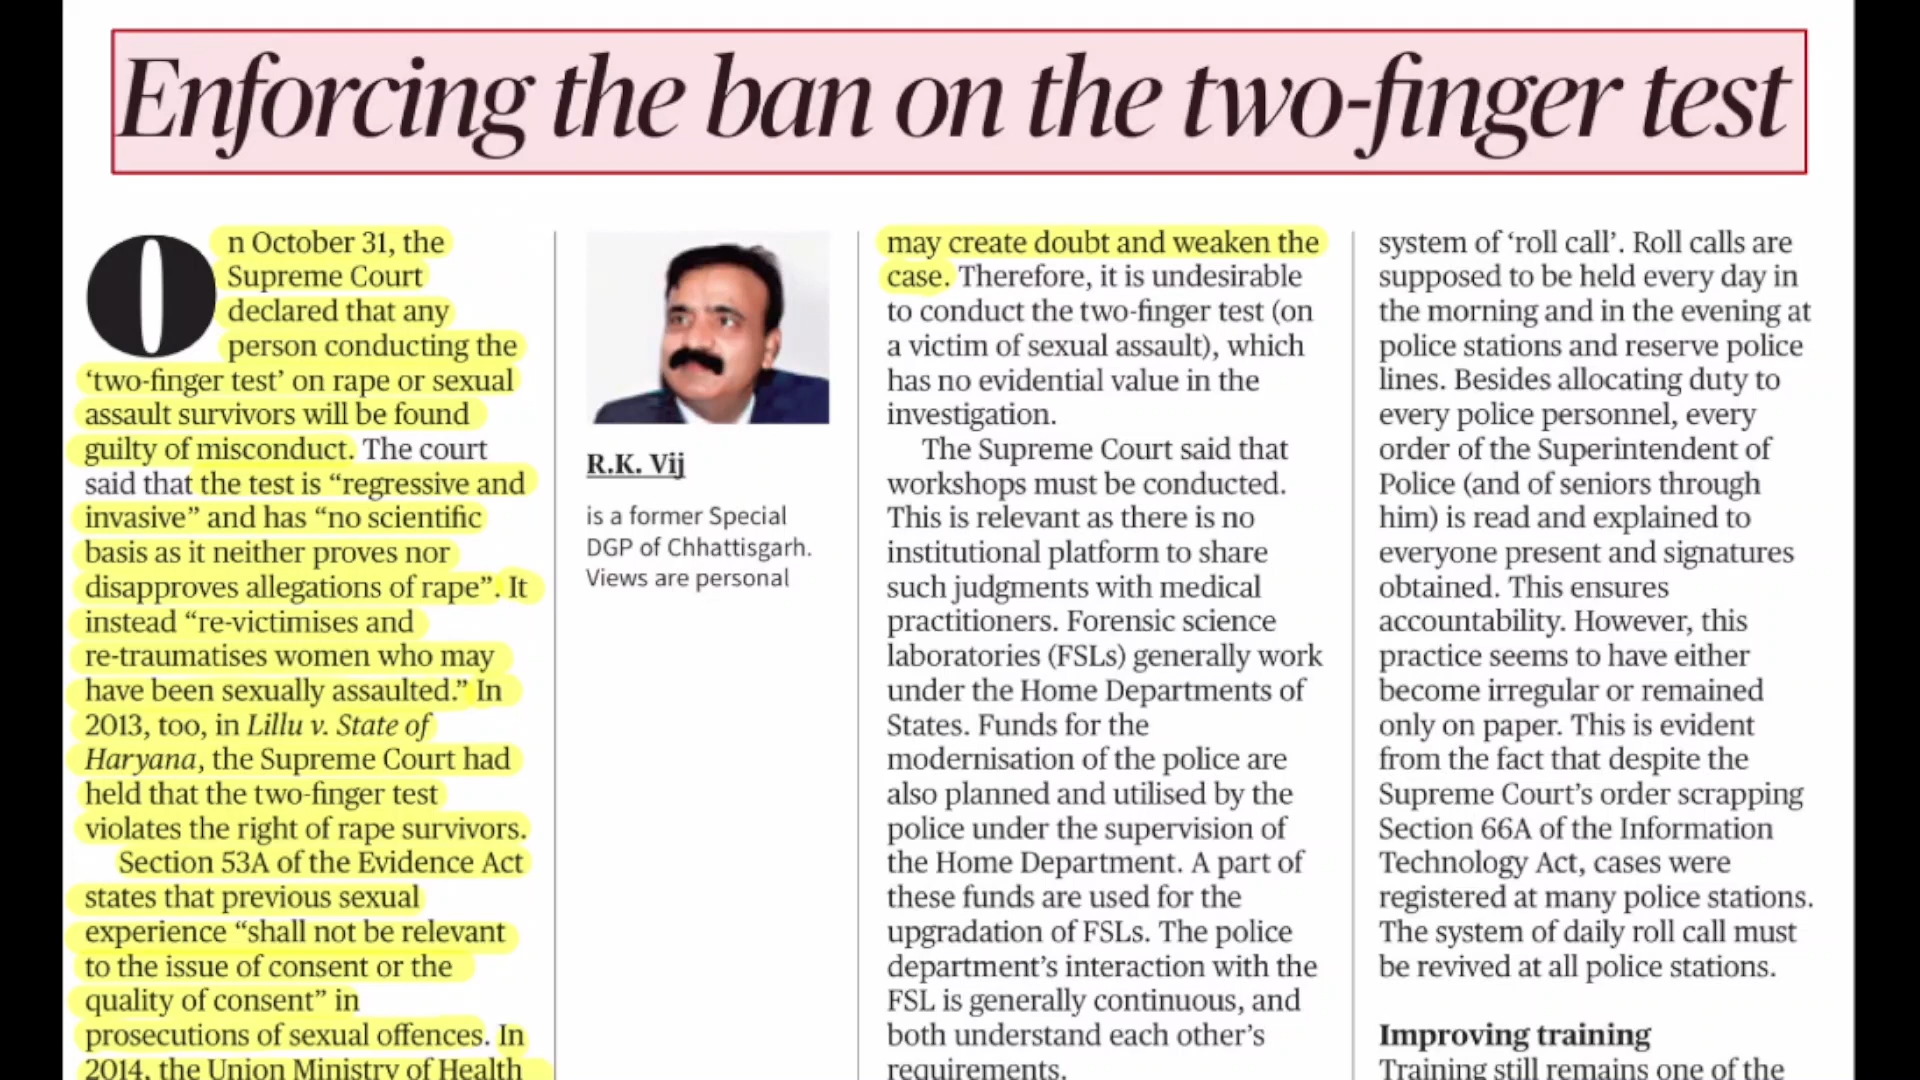 Enforcing the ban on the two-finger test
On October 31, the
Supreme Court
declared that any
person conducting the
‘two-finger test’ on rape or sexual
assault survivors will be found
guilty of misconduct. The court
said that the test is “regressive and
invasive” and has “no scientific
basis as it neither proves nor
disapproves allegations of rape”. It
instead “re-victimises and
re-traumatises women who may
have been sexually assaulted.” In
2013, too, in Lillu v. State of
Haryana, the Supreme Court had
held that the two-finger test
violates the right of rape survivors.
Section 53A of the Evidence Act
states that previous sexual
experience “shall not be relevant
to the issue of consent or the
quality of consent” in
prosecutions of sexual offences. In
2014, the Union Ministry of Health
R.K. Vij
is a former Special
DGP of Chhattisgarh.
Views are personal
may create doubt and weaken the
case. Therefore, it is undesirable
to conduct the two-finger test (on
a victim of sexual assault), which
has no evidential value in the
investigation.
The Supreme Court said that
workshops must be conducted.
This is relevant as there is no
institutional platform to share
such judgments with medical
practitioners. Forensic science
laboratories (FSLs) generally work
under the Home Departments of
States. Funds for the
modernisation of the police are
also planned and utilised by the
police under the supervision of
the Home Department. A part of
these funds are used for the
upgradation of FSLs. The police
department’s interaction with the
FSL is generally continuous, and
both understand each other’s
requirements.
system of ‘roll call’. Roll calls are
supposed to be held every day in
the morning and in the evening at
police stations and reserve police
lines. Besides allocating duty to
every police personnel, every
order of the Superintendent of
Police (and of seniors through
him) is read and explained to
everyone present and signatures
obtained. This ensures
accountability. However, this
practice seems to have either
become irregular or remained
only on paper. This is evident
from the fact that despite the
Supreme Court’s order scrapping
Section 66A of the Information
Technology Act, cases were
registered at many police stations.
The system of daily roll call must
be revived at all police stations.
Improving training
Training still remains one of the